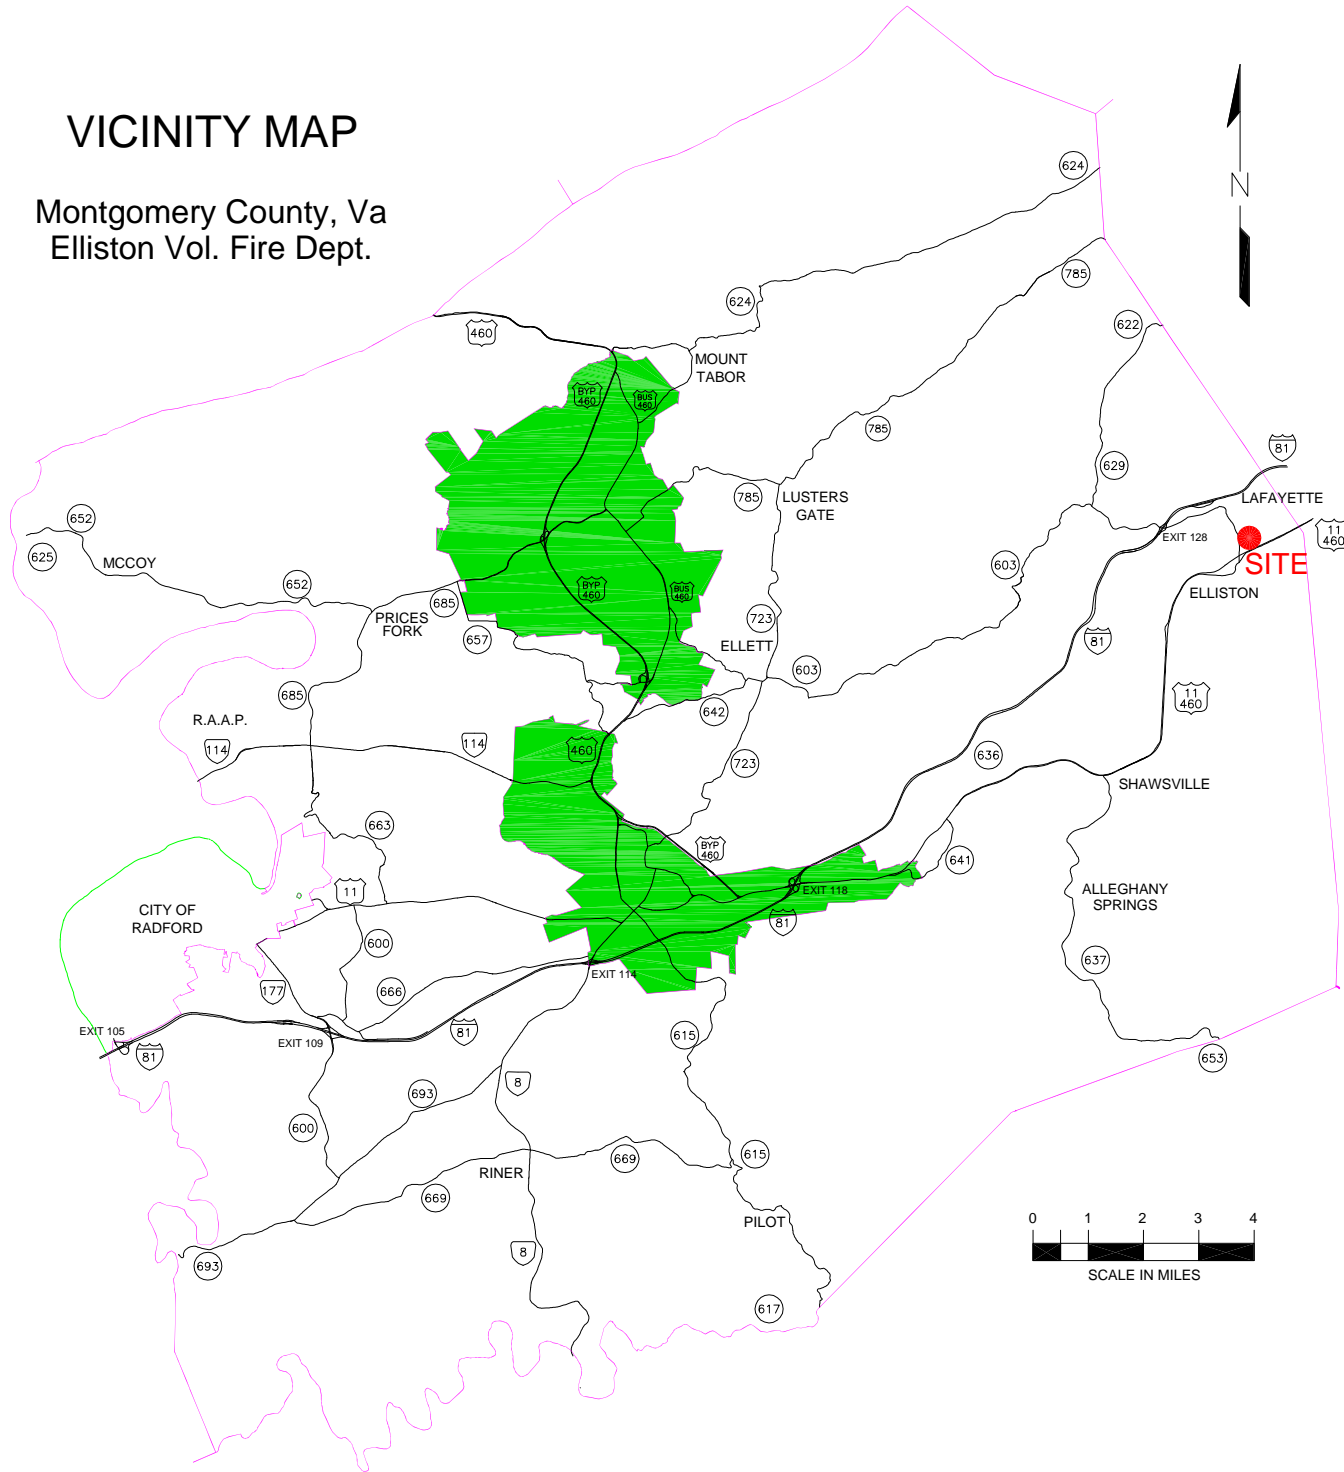 VICINITY MAP
Montgomery County, Va
Elliston Vol. Fire Dept.
N
624
785
624
622
460
MOUNT
TABOR
BYP
460
BUS
460
785
81
629
LAFAYETTE
785
LUSTERS
GATE
652
625
MCCOY
EXIT 128
11
460
SITE
603
ELLISTON
652
685
PRICES
FORK
BYP
460
BUS
460
657
723
ELLETT
81
603
685
642
11
460
R.A.A.P.
114
114
460
723
636
SHAWSVILLE
663
BYP
460
641
11
EXIT 118
ALLEGHANY
SPRINGS
CITY OF
RADFORD
81
600
637
EXIT 114
177
666
EXIT 105
81
EXIT 109
81
615
653
8
693
600
615
669
RINER
669
PILOT
8
693
617
0 1 2 3 4
SCALE IN MILES